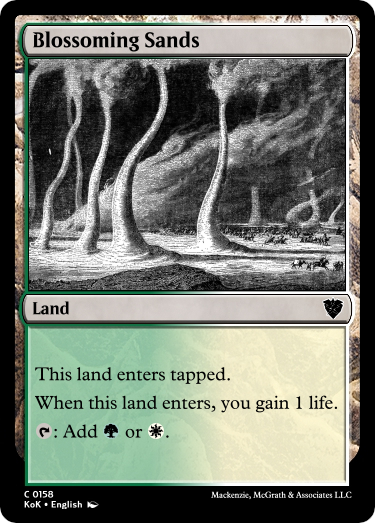 Blossoming Sands
Land
This land enters tapped.
When this land enters, you gain 1 life.
: Add or .
C 0158
KoK • English
Mackenzie, McGrath & Associates LLC